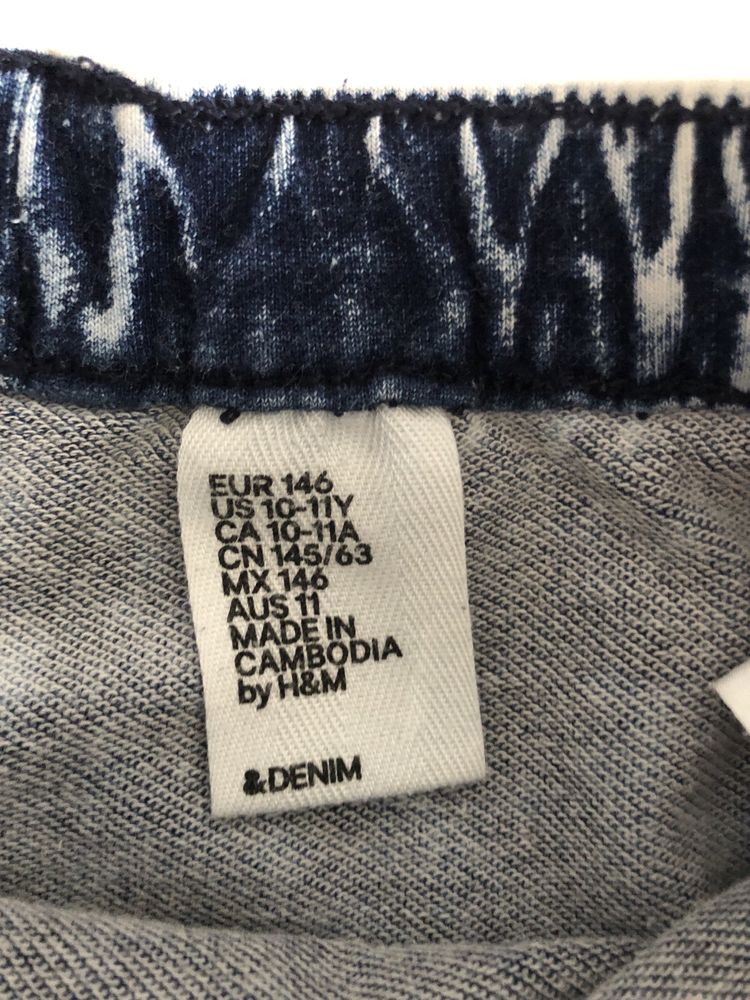 EUR 146
US 10-11Y
CA 10-11A
CN 145/63
MX 146
AUS 11
MADE IN
CAMBODIA
by H&M
&DENIM